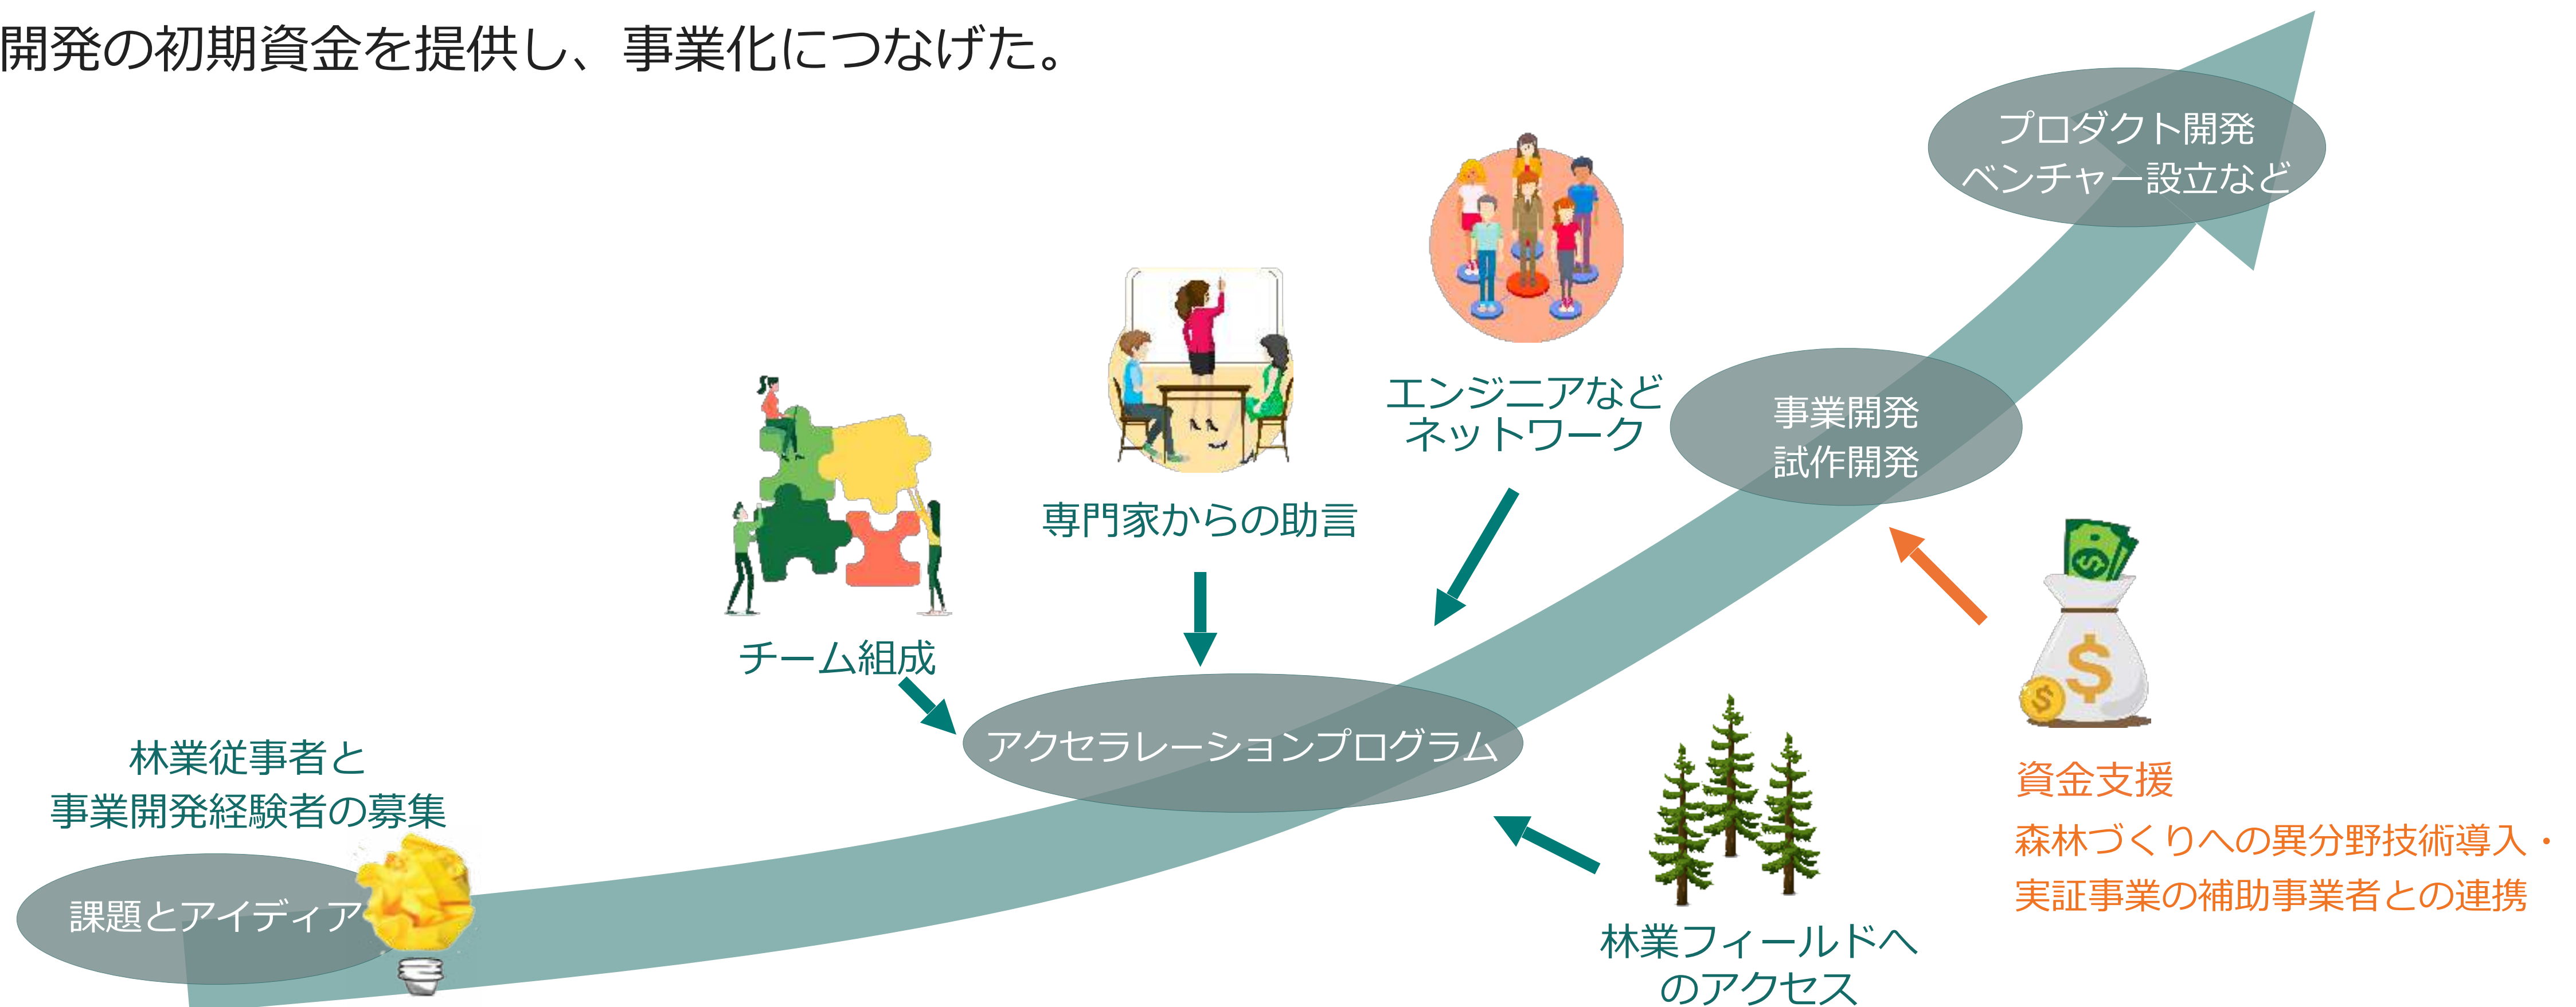 開発の初期資金を提供し、事業化につなげた。
プロダクト開発
ベンチャー設立など
エンジニアなど
ネットワーク
事業開発
試作開発
専門家からの助言
チーム組成
アクセラレーションプログラム
林業従事者と
事業開発経験者の募集
課題とアイディア
資金支援
森林づくりへの異分野技術導入・
実証事業の補助事業者との連携
林業フィールドへ
のアクセス